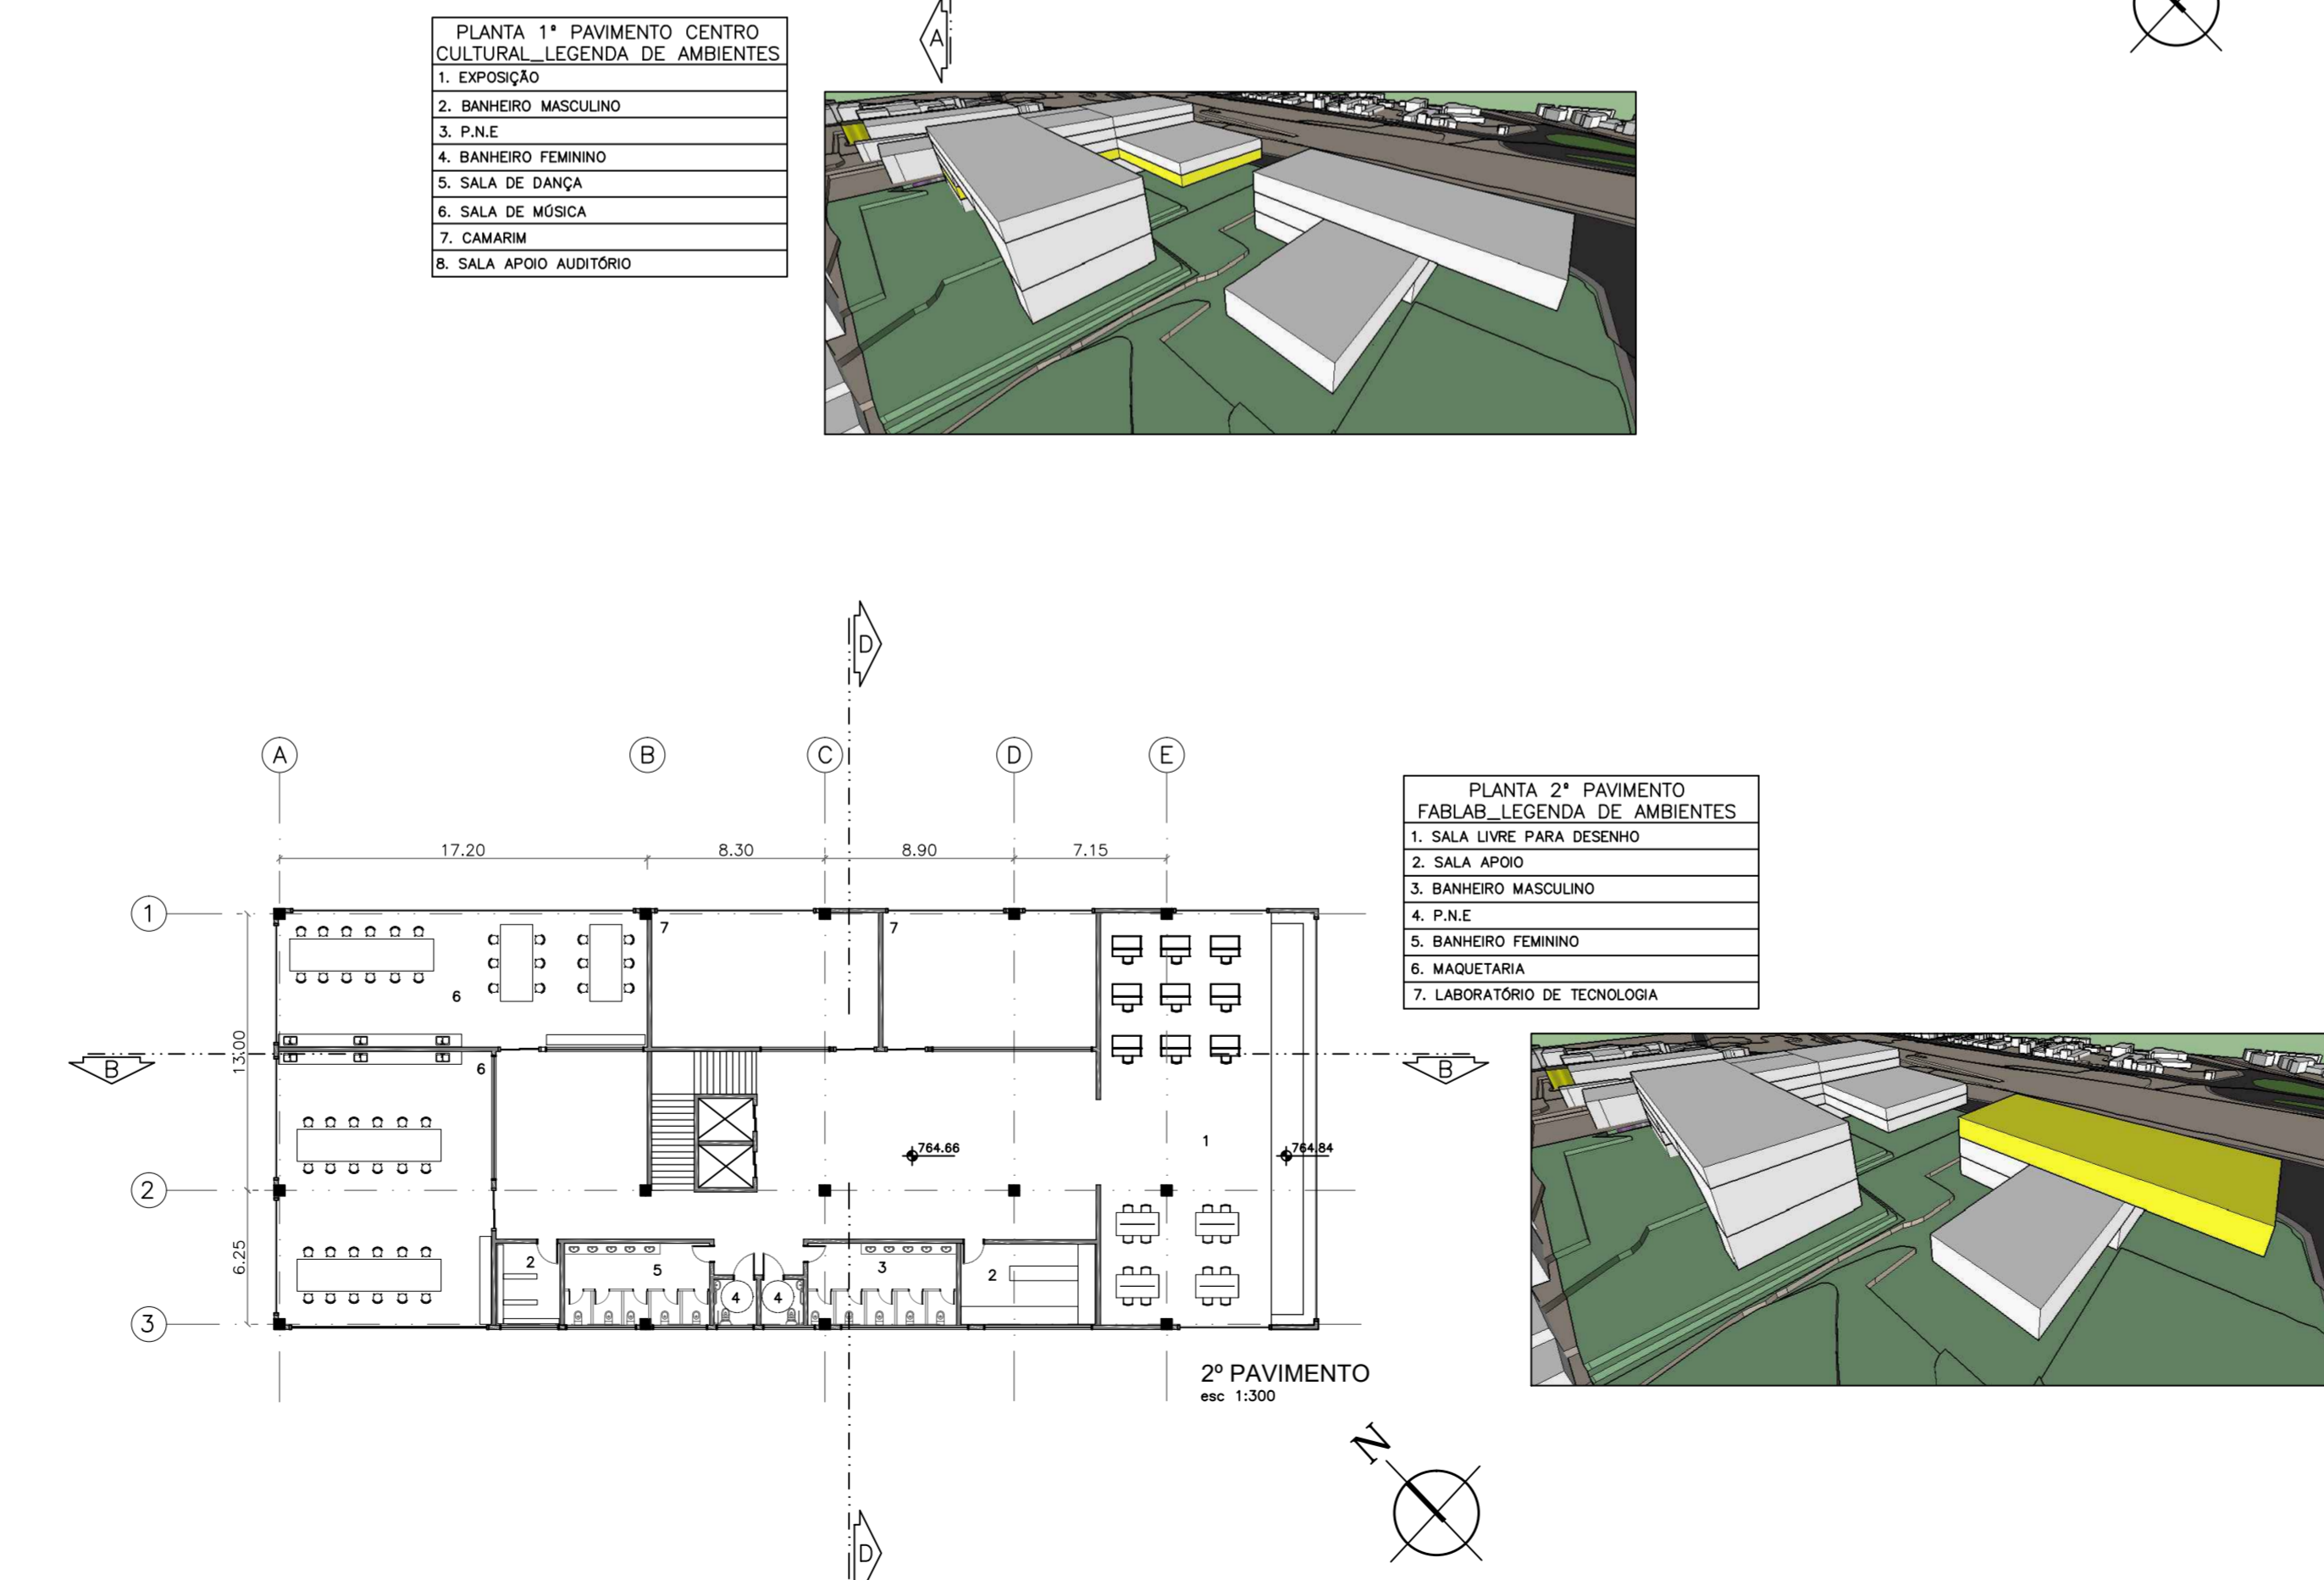 PLANTA 1ª PAVIMENTO CENTRO
CULTURAL_LEGENDA DE AMBIENTES
1. EXPOSIÇÃO
2. BANHEIRO MASCULINO
3. P.N.E
4. BANHEIRO FEMININO
5. SALA DE DANÇA
6. SALA DE MÚSICA
7. CAMARIM
8. SALA APOIO AUDITÓRIO
A
D
A B C D E
17.20 8.30 8.90 7.15
1
2
3
13.00
6.25
B
B
7
7
6
6
1
764.66
764.84
2
5
4
4
3
2
PLANTA 2ª PAVIMENTO
FABLAB_LEGENDA DE AMBIENTES
1. SALA LIVRE PARA DESENHO
2. SALA APOIO
3. BANHEIRO MASCULINO
4. P.N.E
5. BANHEIRO FEMININO
6. MAQUETARIA
7. LABORATÓRIO DE TECNOLOGIA
2º PAVIMENTO
esc 1:300
N
D